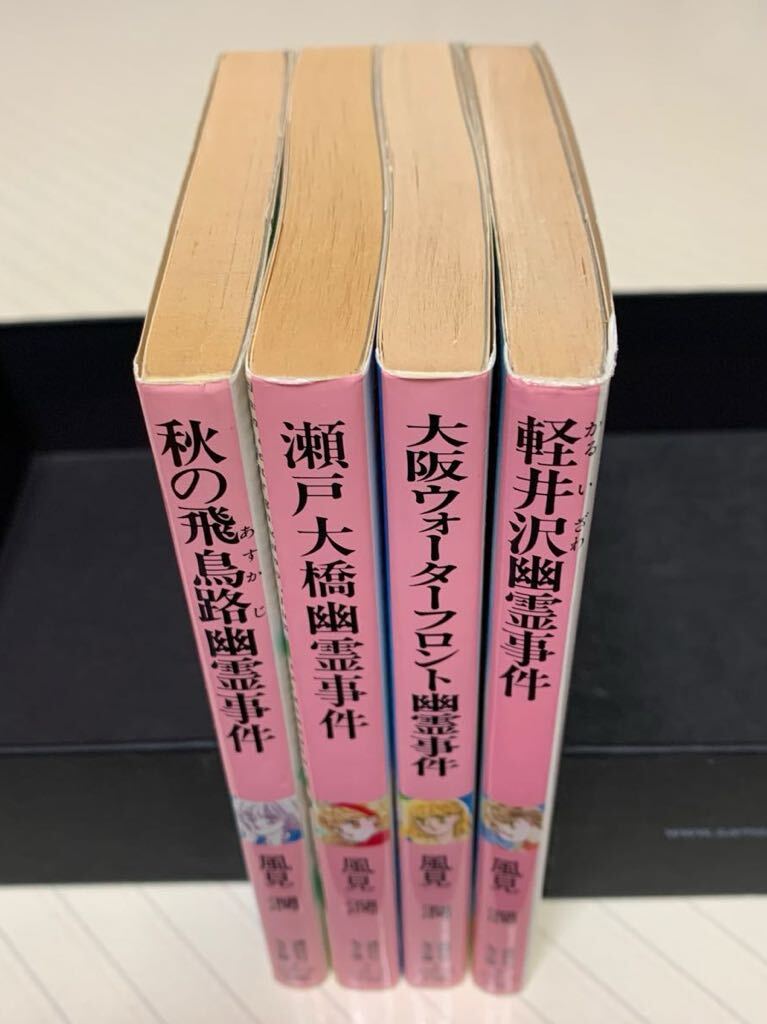 秋の飛鳥路幽霊事件
あすかじ
風見 潤
瀬戸大橋幽霊事件
風見 潤
大阪ウォーターフロント幽霊事件
風見 潤
軽井沢幽霊事件
かるいざわ
風見 潤